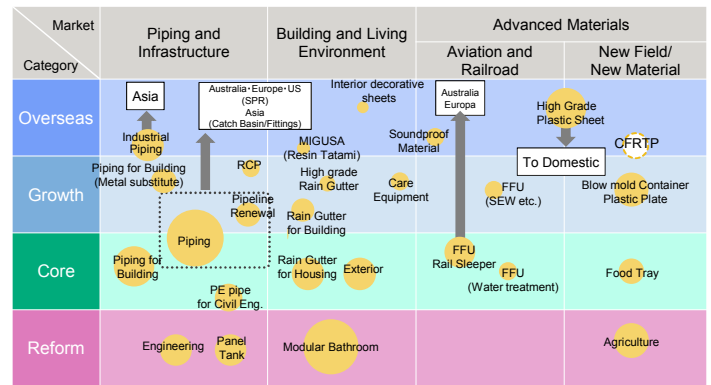 Market
Category
Piping and
Infrastructure
Building and Living
Environment
Advanced Materials
Aviation and
Railroad
New Field/
New Material
Overseas
Asia
Australia・Europe・US
(SPR)
Asia
(Catch Basin/Fittings)
Interior decorative
sheets
Australia
Europa
High Grade
Plastic Sheet
Industrial
Piping
MIGUSA
(Resin Tatami)
Soundproof
Material
CFRTP
To Domestic
Growth
Piping for Building
(Metal substitute)
RCP
High grade
Rain Gutter
Care
Equipment
FFU
(SEW etc.)
Blow mold Container
Plastic Plate
Pipeline
Renewal
Rain Gutter
for Building
Piping
Core
Piping for
Building
Rain Gutter
for Housing
Exterior
FFU
Rail Sleeper
FFU
(Water treatment)
Food Tray
PE pipe
for Civil Eng.
Reform
Engineering
Panel
Tank
Modular Bathroom
Agriculture